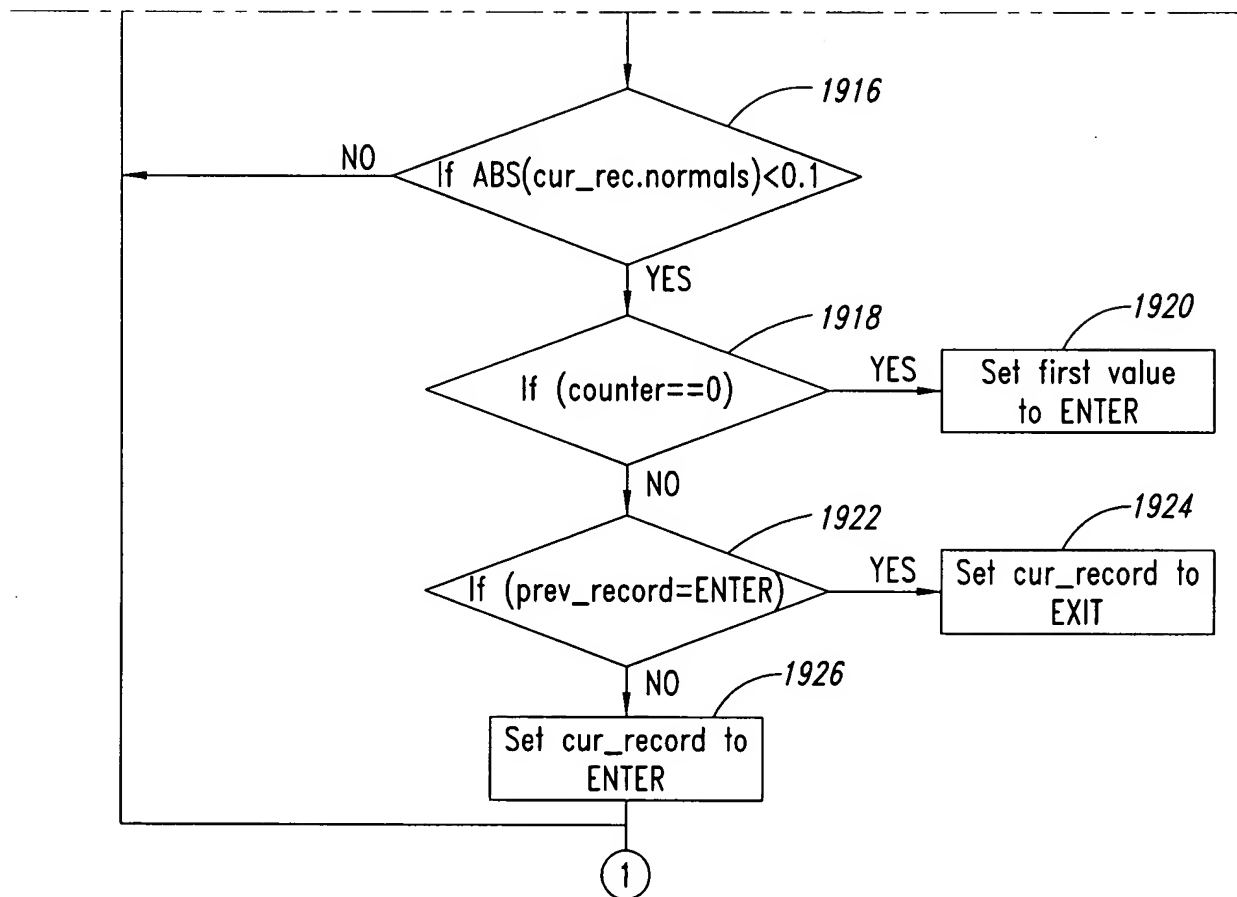 1916
NO
If ABS(cur_rec.normals)<0.1
YES
1918
1920
If (counter==0)
YES
Set first value
to ENTER
NO
1922
1924
If (prev_record=ENTER)
YES
Set cur_record to
EXIT
NO
1926
Set cur_record to
ENTER
1